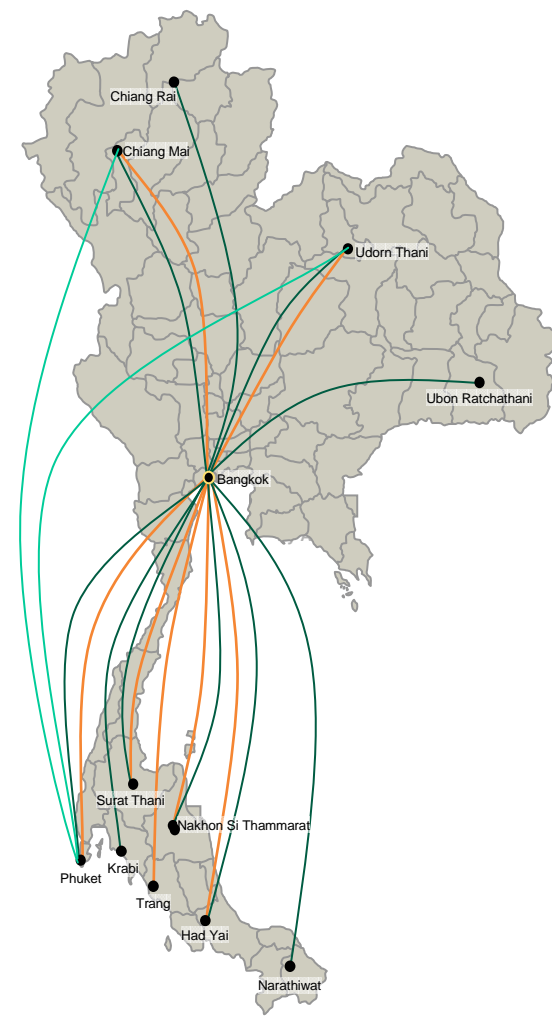 Chiang Rai
Chiang Mai
Udorn Thani
Ubon Ratchathani
Bangkok
Surat Thani
Nakhon Si Thammarat
Krabi
Phuket
Trang
Had Yai
Narathiwat